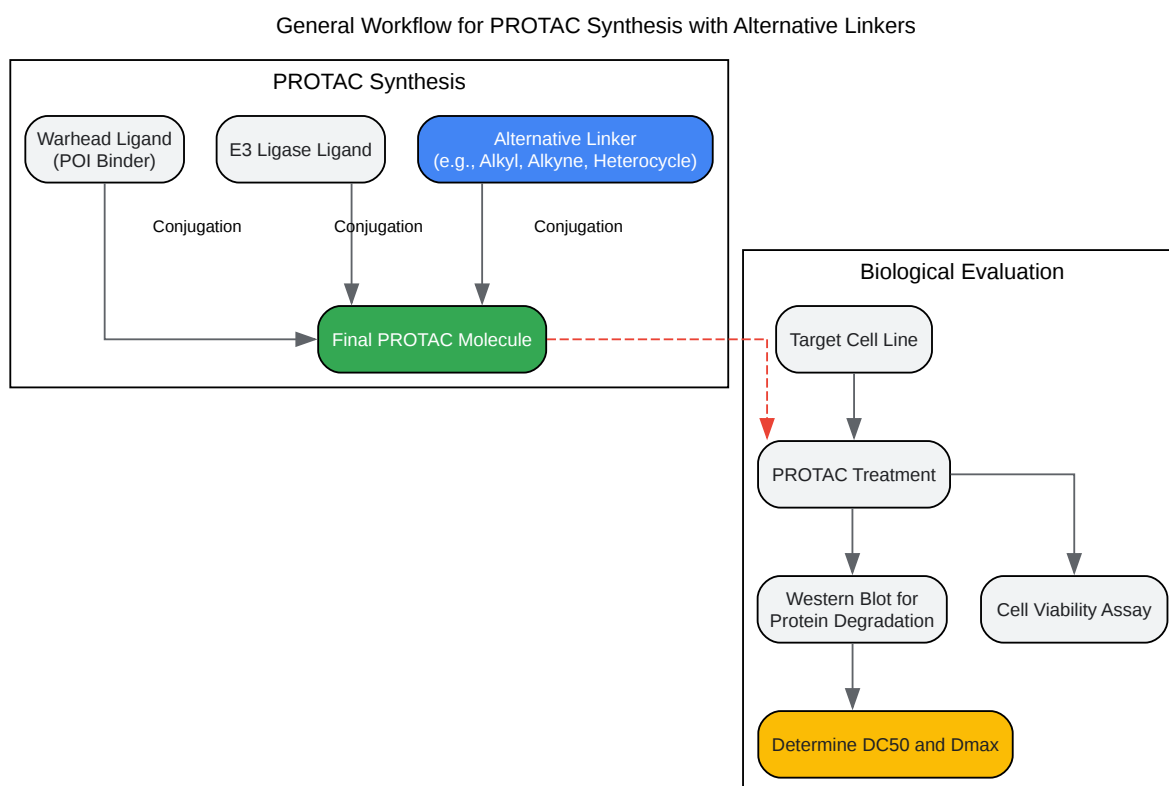 General Workflow for PROTAC Synthesis with Alternative Linkers
PROTAC Synthesis
Warhead Ligand
(POI Binder)
E3 Ligase Ligand
Alternative Linker
(e.g., Alkyl, Alkyne, Heterocycle)
Conjugation
Conjugation
Conjugation
Final PROTAC Molecule
Biological Evaluation
Target Cell Line
PROTAC Treatment
Western Blot for
Protein Degradation
Cell Viability Assay
Determine DC50 and Dmax